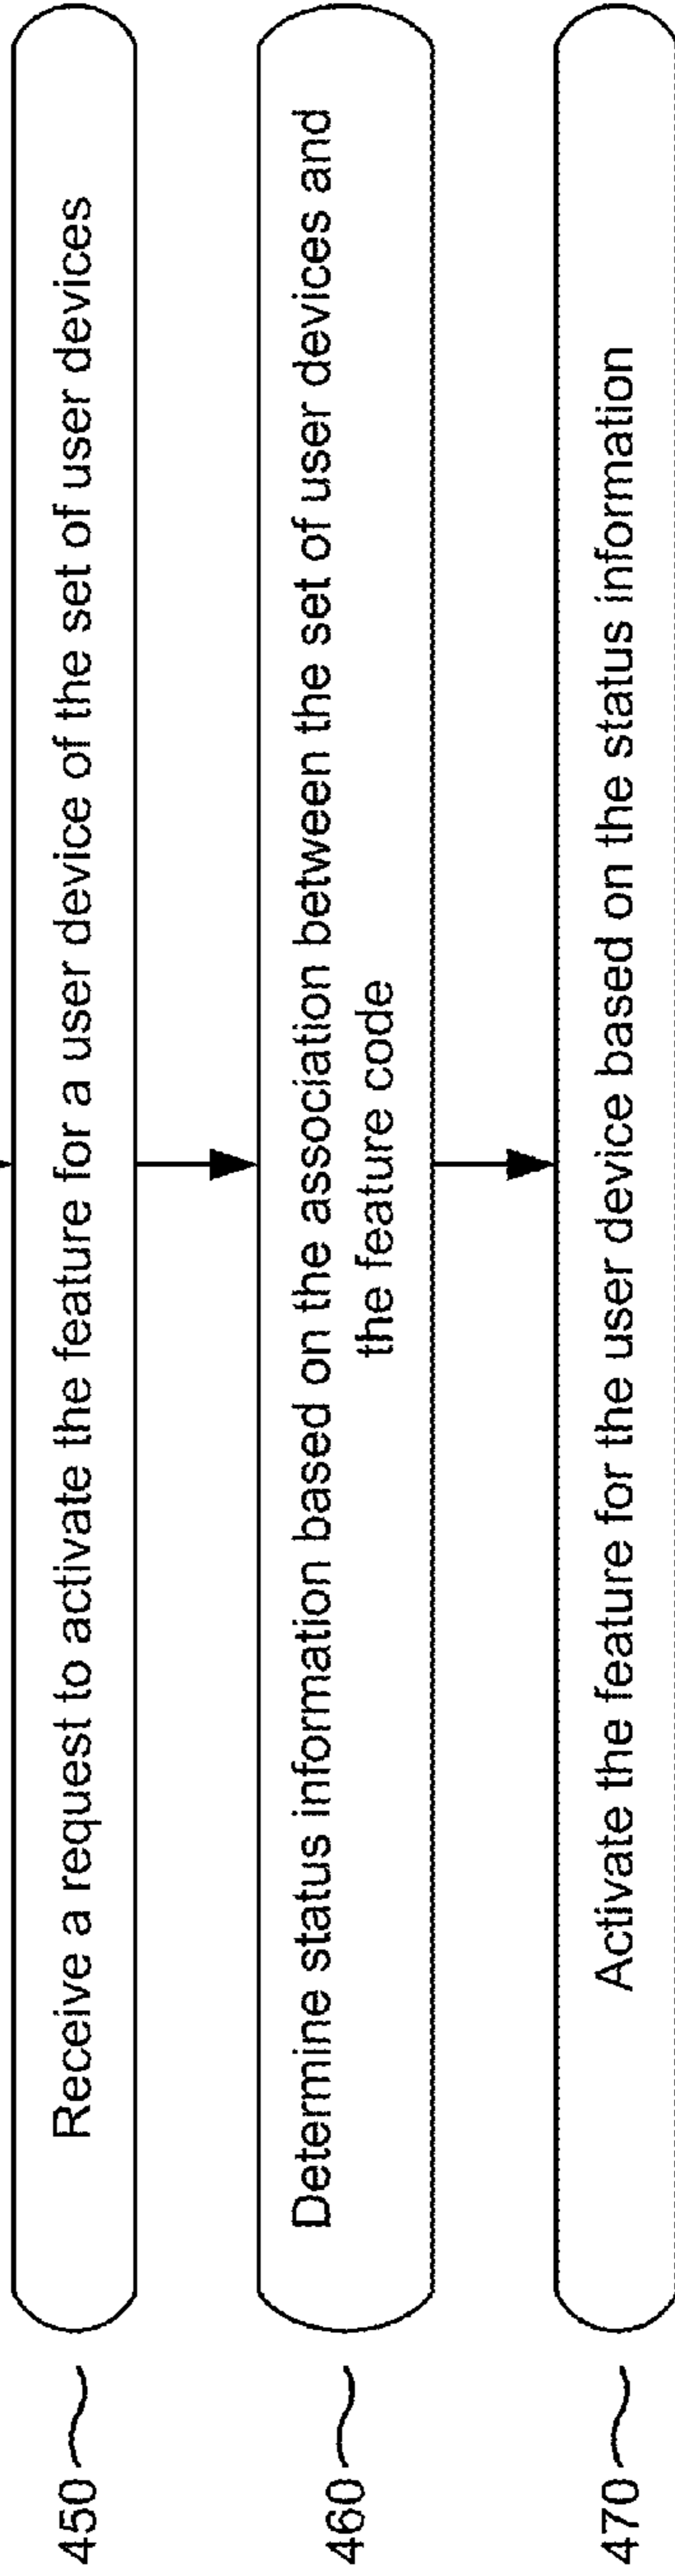 450
Receive a request to activate the feature for a user device of the set of user devices
460
Determine status information based on the association between the set of user devices and
the feature code
470
Activate the feature for the user device based on the status information